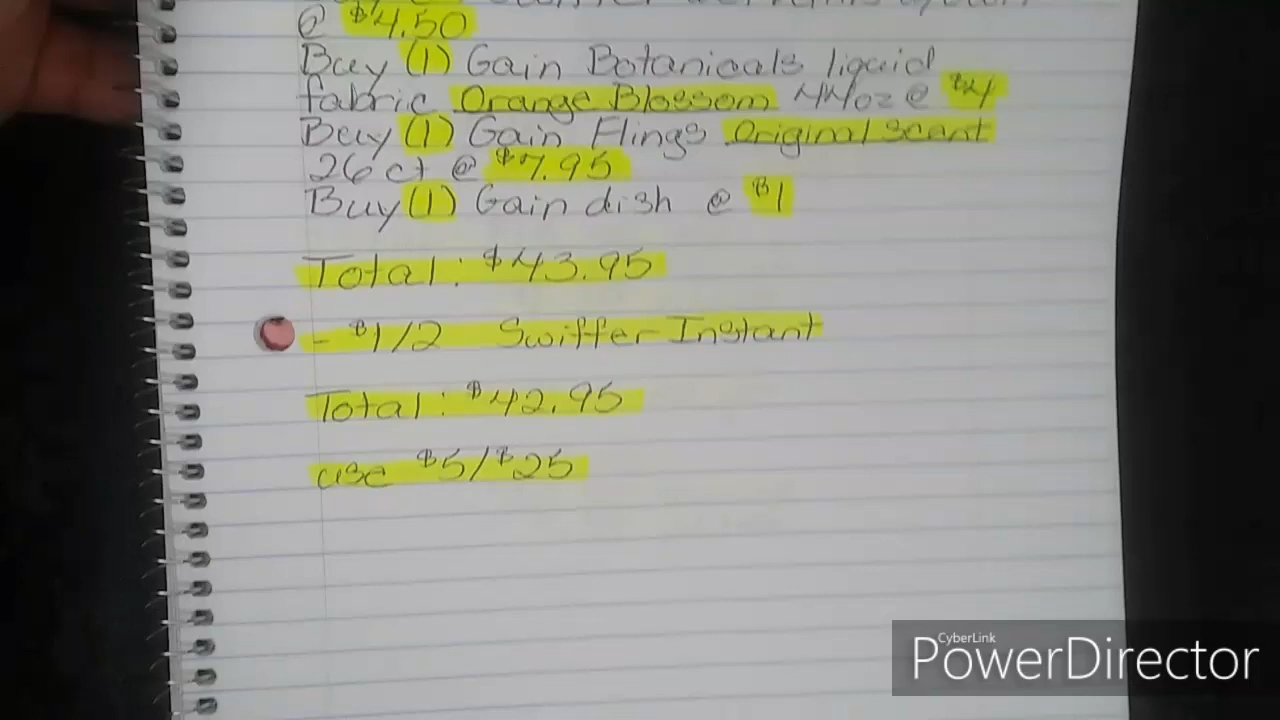 @ $4.50
Buy (1) Gain Botanicals liquid
fabric Orange Blossom 44oz @ $4
Buy (1) Gain Flings Original Scent
26 ct @ $7.95
Buy (1) Gain dish @ $1
Total: $43.95
- $1/2 Swiffer Instant
Total: $42.95
use $5/$25
CyberLink
PowerDirector